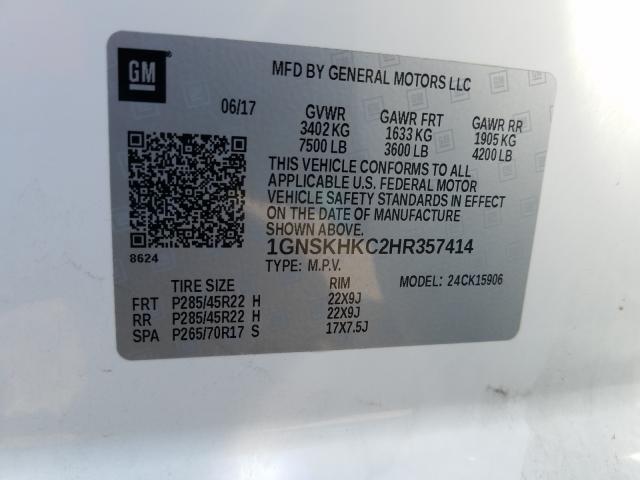 GM
MFD BY GENERAL MOTORS LLC
06/17 GVWR GAWR FRT GAWR RR
3402 KG 1633 KG 1905 KG
7500 LB 3600 LB 4200 LB
THIS VEHICLE CONFORMS TO ALL
APPLICABLE U.S. FEDERAL MOTOR
VEHICLE SAFETY STANDARDS IN EFFECT
ON THE DATE OF MANUFACTURE
SHOWN ABOVE.
8624
1GNSKHKC2HR357414
TYPE: M.P.V. MODEL: 24CK15906
TIRE SIZE RIM
FRT P285/45R22 H 22X9J
RR P285/45R22 H 22X9J
SPA P265/70R17 S 17X7.5J